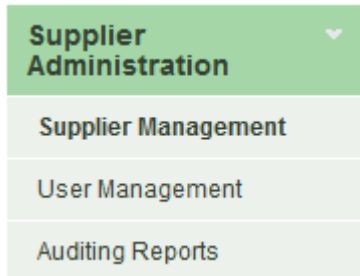 Supplier
Administration
Supplier Management
User Management
Auditing Reports